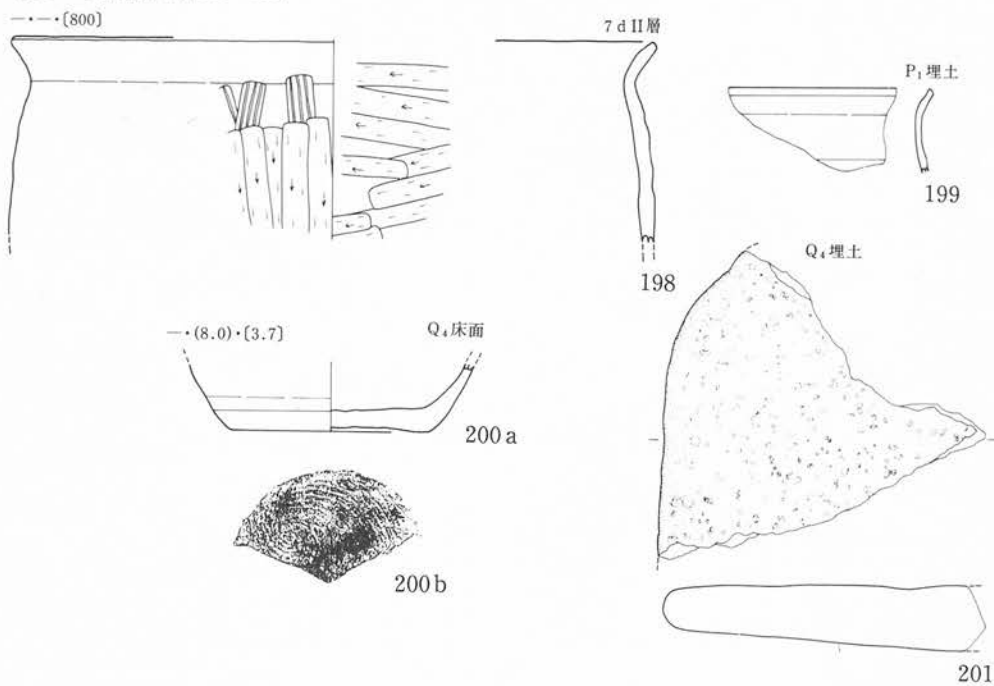 —・—・〔800〕
7 d II層
P₁埋土
199
198
Q₄埋土
—・(8.0)・〔3.7〕
Q₄床面
200 a
200 b
201